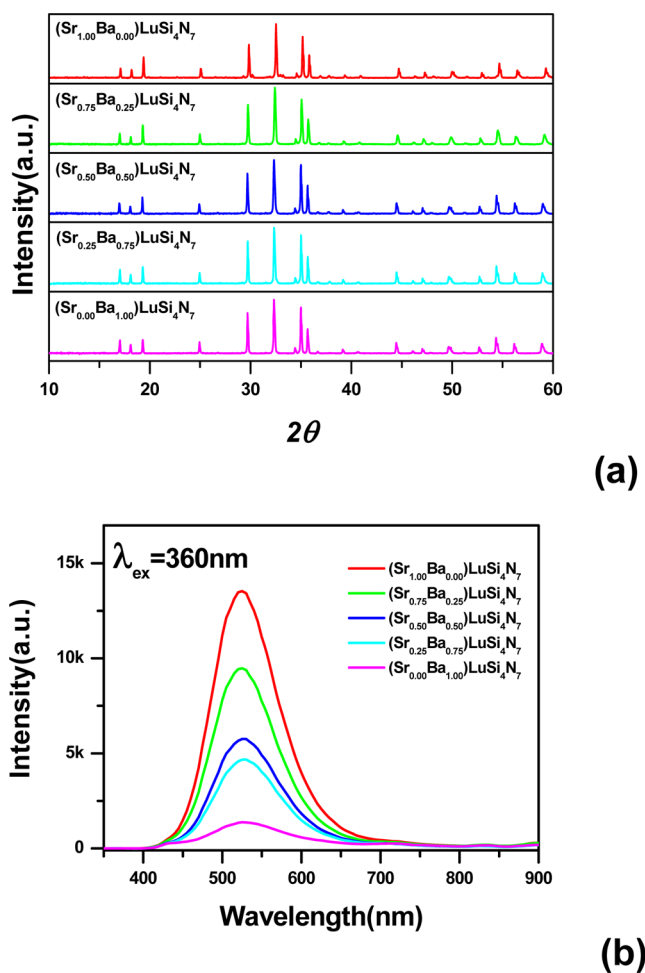 (Sr1.00Ba0.00)LuSi4N7
(Sr0.75Ba0.25)LuSi4N7
(Sr0.50Ba0.50)LuSi4N7
(Sr0.25Ba0.75)LuSi4N7
(Sr0.00Ba1.00)LuSi4N7
Intensity(a.u.)
10 20 30 40 50 60
2θ
(a)
λex=360nm
(Sr1.00Ba0.00)LuSi4N7
(Sr0.75Ba0.25)LuSi4N7
(Sr0.50Ba0.50)LuSi4N7
(Sr0.25Ba0.75)LuSi4N7
(Sr0.00Ba1.00)LuSi4N7
15k
10k
5k
0
Intensity(a.u.)
400 500 600 700 800 900
Wavelength(nm)
(b)